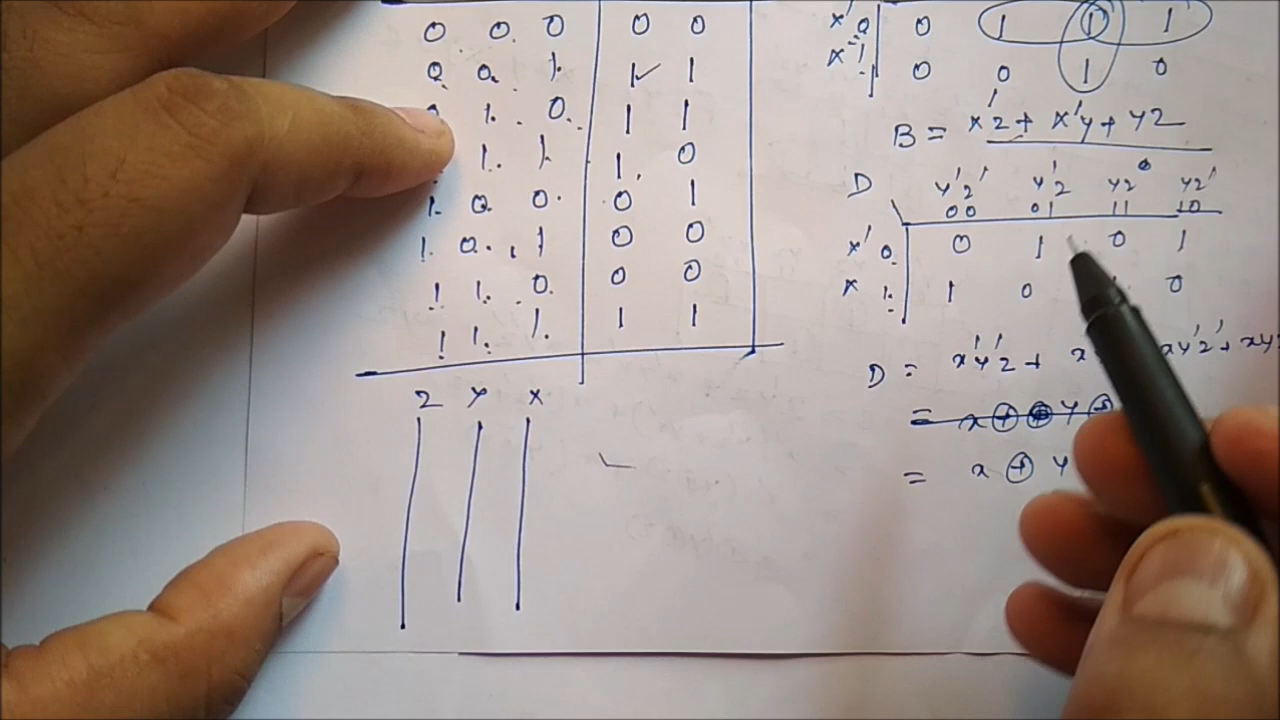 0 0 0 0 0
0 0 1 1 ✓ 1
1 0 1 1
1 1 1 0
1 0 0 0 1
1 0 1 0 0
1 1 0 0 0
1 1 1 1 1
z y x
x' 0 0 1 1 1
x 1 0 0 1 0
B = x'z + x'y + yz
D y'z' y'z yz yz'
00 01 11 10
x' 0 0 1 0 1
x 1 1 0 1 0
D = x'y'z + xy'z' + xy
= x ⊕ y
= x ⊕ y